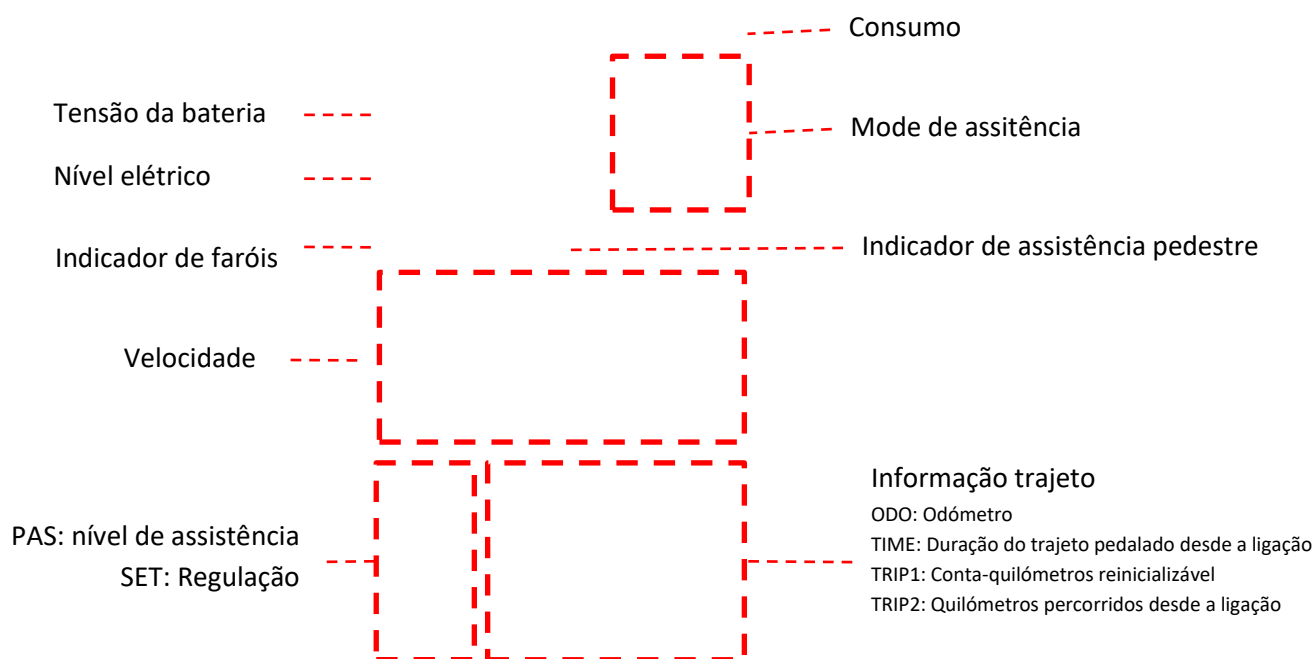 Consumo
Tensão da bateria
Mode de assitência
Nível elétrico
Indicador de faróis
Indicador de assistência pedestre
Velocidade
PAS: nível de assistência
SET: Regulação
Informação trajeto
ODO: Odómetro
TIME: Duração do trajeto pedalado desde a ligação
TRIP1: Conta-quilómetros reinicializável
TRIP2: Quilómetros percorridos desde a ligação